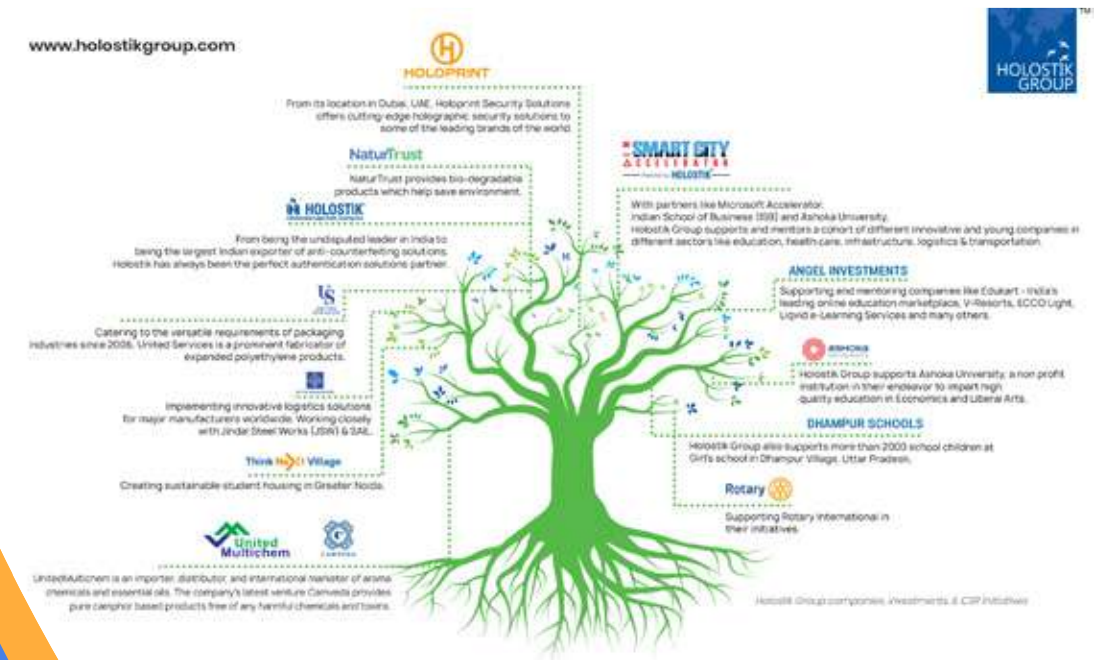 www.holostikgroup.com
TM
HOLOSTIK
GROUP
HOLOPRINT
From its location in Dubai, UAE, Holoprint Security Solutions
offers cutting-edge holographic security solutions to
some of the leading brands of the world
NaturTrust
NaturTrust provides bio-degradable
products which help save environment.
HOLOSTIK
From being the undisputed leader in India to
being the largest Indian exporter of anti-counterfeiting solutions.
Holostik has always been the perfect authentication solutions partner.
US
Catering to the versatile requirements of packaging
industries since 2006, United Services is a prominent fabricator of
expanded polyethylene products.
Implementing innovative logistics solutions
for major manufacturers worldwide. Working closely
with Jindar Steel Works (JSW) & SAIL.
Think NeXt Village
Creating sustainable student housing in Greater Noida.
United
Multichem
CAMVEDA
UnitedMultichem is an importer, distributor, and international marketer of aroma
chemicals and essential oils. The company's latest venture Camveda provides
pure camphor based products free of any harmful chemicals and toxins.
SMART CITY
ACCELERATOR
HOLOSTIK
With partners like Microsoft Accelerator,
Indian School of Business (ISB) and Ashoka University,
Holostik Group supports and mentors a cohort of different innovative and young companies in
different sectors like education, health care, infrastructure, logistics & transportation
ANGEL INVESTMENTS
Supporting and mentoring companies like Edukart - India's
leading online education marketplace, V-Resorts, ECCO Light,
Liqvid e-Learning Services and many others.
ASHOKA
Holostik Group supports Ashoka University, a non profit
institution in their endeavor to impart high
quality education in Economics and Liberal Arts.
DHAMPUR SCHOOLS
Holostik Group also supports more than 2000 school children at
Girl's school in Dhampur Village, Uttar Pradesh.
Rotary
Supporting Rotary International in
their initiatives
Holostik Group companies, investments, & CSR initiatives